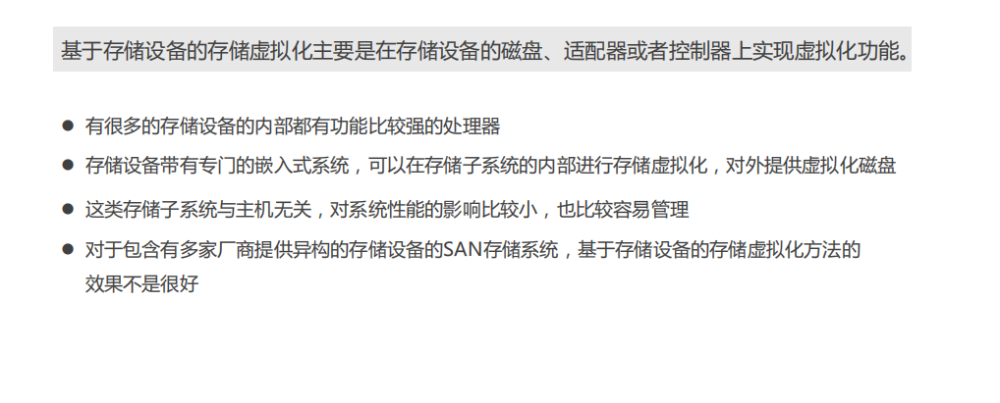 基于存储设备的存储虚拟化主要是在存储设备的磁盘、适配器或者控制器上实现虚拟化功能。
● 有很多的存储设备的内部都有功能比较强的处理器
● 存储设备带有专门的嵌入式系统，可以在存储子系统的内部进行存储虚拟化，对外提供虚拟化磁盘
● 这类存储子系统与主机无关，对系统性能的影响比较小，也比较容易管理
● 对于包含有多家厂商提供异构的存储设备的SAN存储系统，基于存储设备的存储虚拟化方法的
效果不是很好